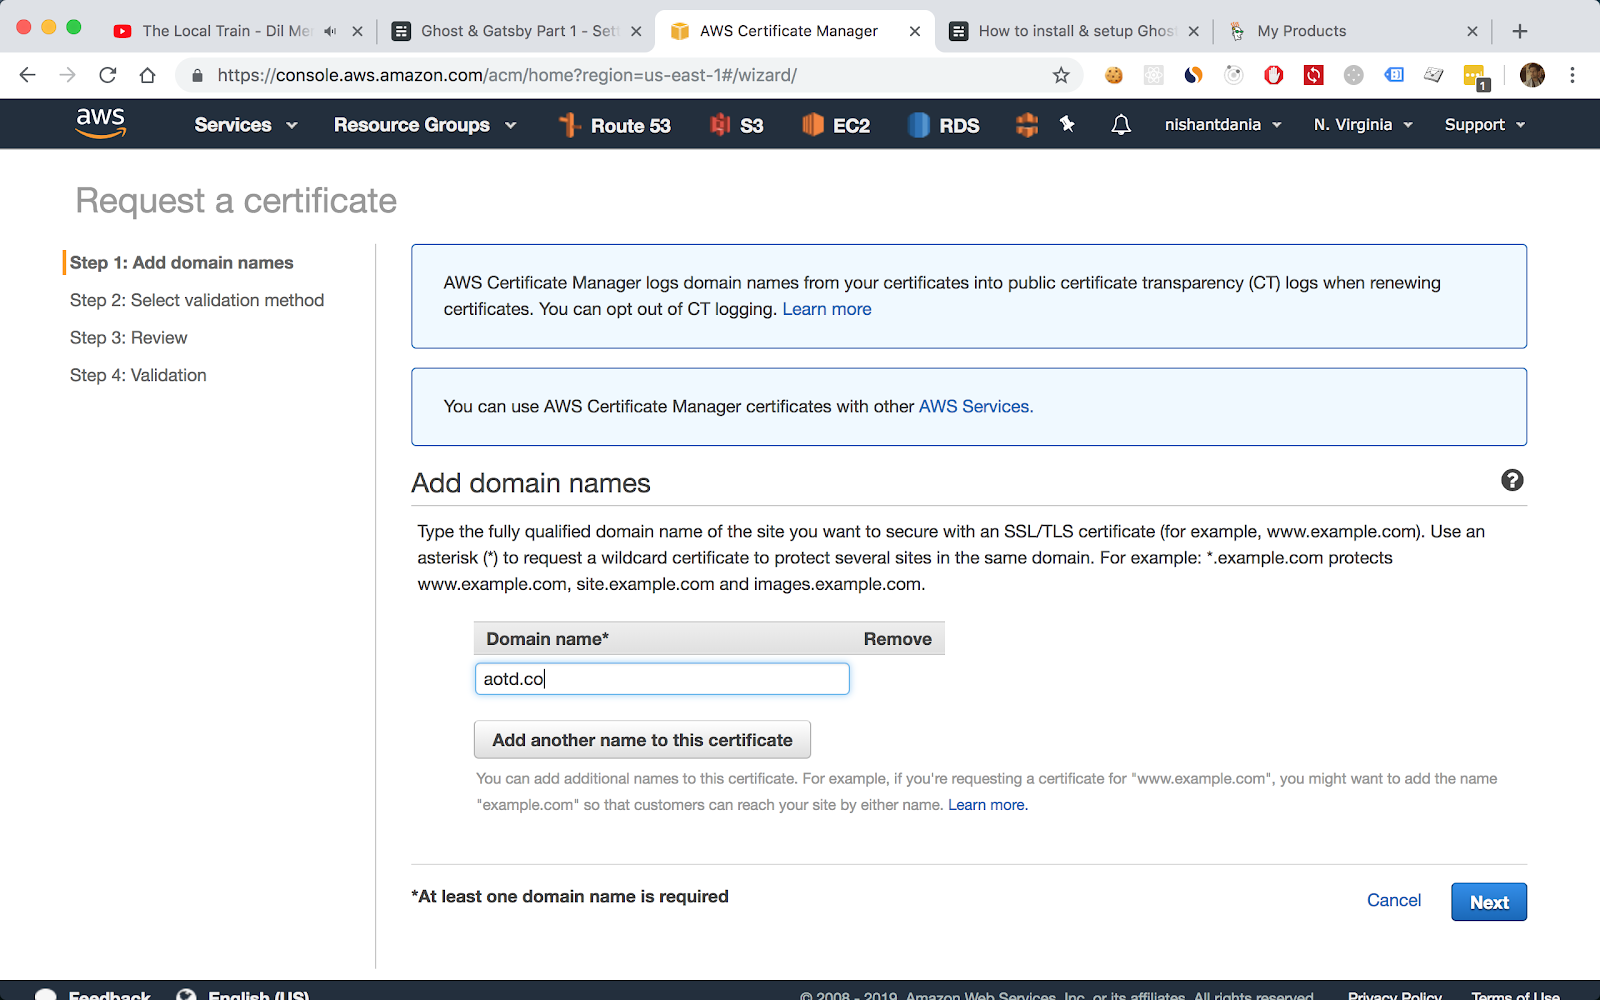 The Local Train - Dil Mer
Ghost & Gatsby Part 1 - Sett
AWS Certificate Manager
How to install & setup Ghos
My Products
https://console.aws.amazon.com/acm/home?region=us-east-1#/wizard/
1
aws
Services
Resource Groups
Route 53
S3
EC2
RDS
nishantdania
N. Virginia
Support
Request a certificate
Step 1: Add domain names
Step 2: Select validation method
Step 3: Review
Step 4: Validation
AWS Certificate Manager logs domain names from your certificates into public certificate transparency (CT) logs when renewing
certificates. You can opt out of CT logging. Learn more
You can use AWS Certificate Manager certificates with other AWS Services.
Add domain names
?
Type the fully qualified domain name of the site you want to secure with an SSL/TLS certificate (for example, www.example.com). Use an
asterisk (*) to request a wildcard certificate to protect several sites in the same domain. For example: *.example.com protects
www.example.com, site.example.com and images.example.com.
Domain name*
Remove
aotd.co
Add another name to this certificate
You can add additional names to this certificate. For example, if you're requesting a certificate for "www.example.com", you might want to add the name
"example.com" so that customers can reach your site by either name. Learn more.
*At least one domain name is required
Cancel
Next
Feedback
English (US)
© 2008 - 2019, Amazon Web Services, Inc. or its affiliates. All rights reserved.
Privacy Policy
Terms of Use